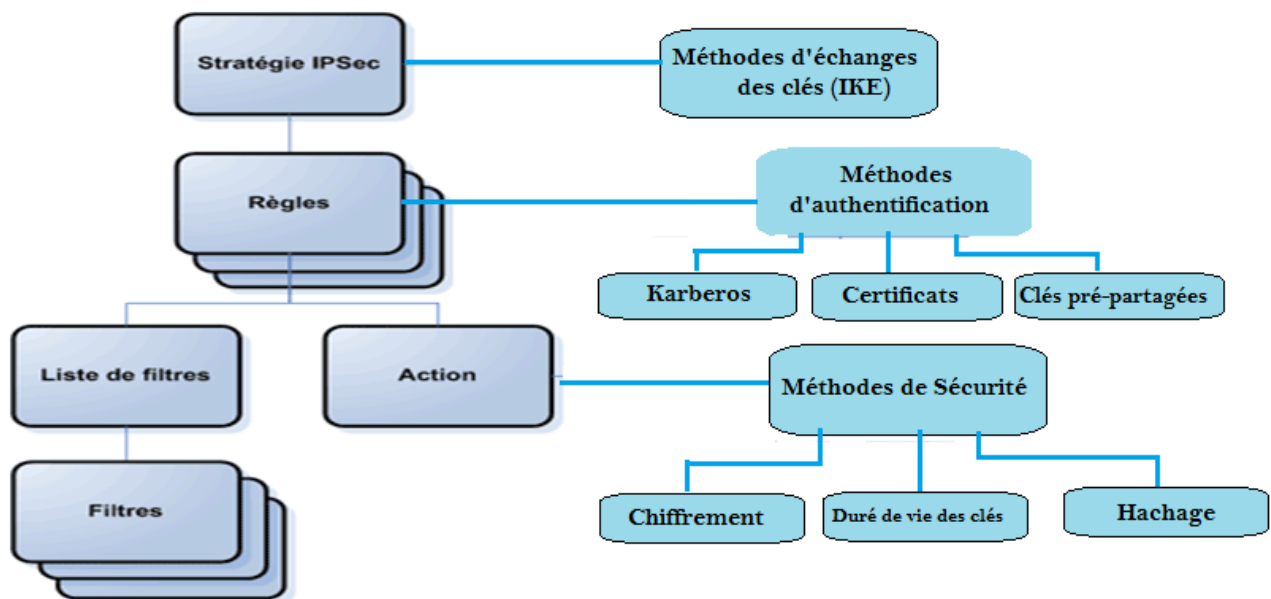 Stratégie IPSec
Méthodes d'échanges
des clés (IKE)
Règles
Méthodes
d'authentification
Karberos
Certificats
Clés pré-partagées
Liste de filtres
Action
Méthodes de Sécurité
Filtres
Chiffrement
Duré de vie des clés
Hachage